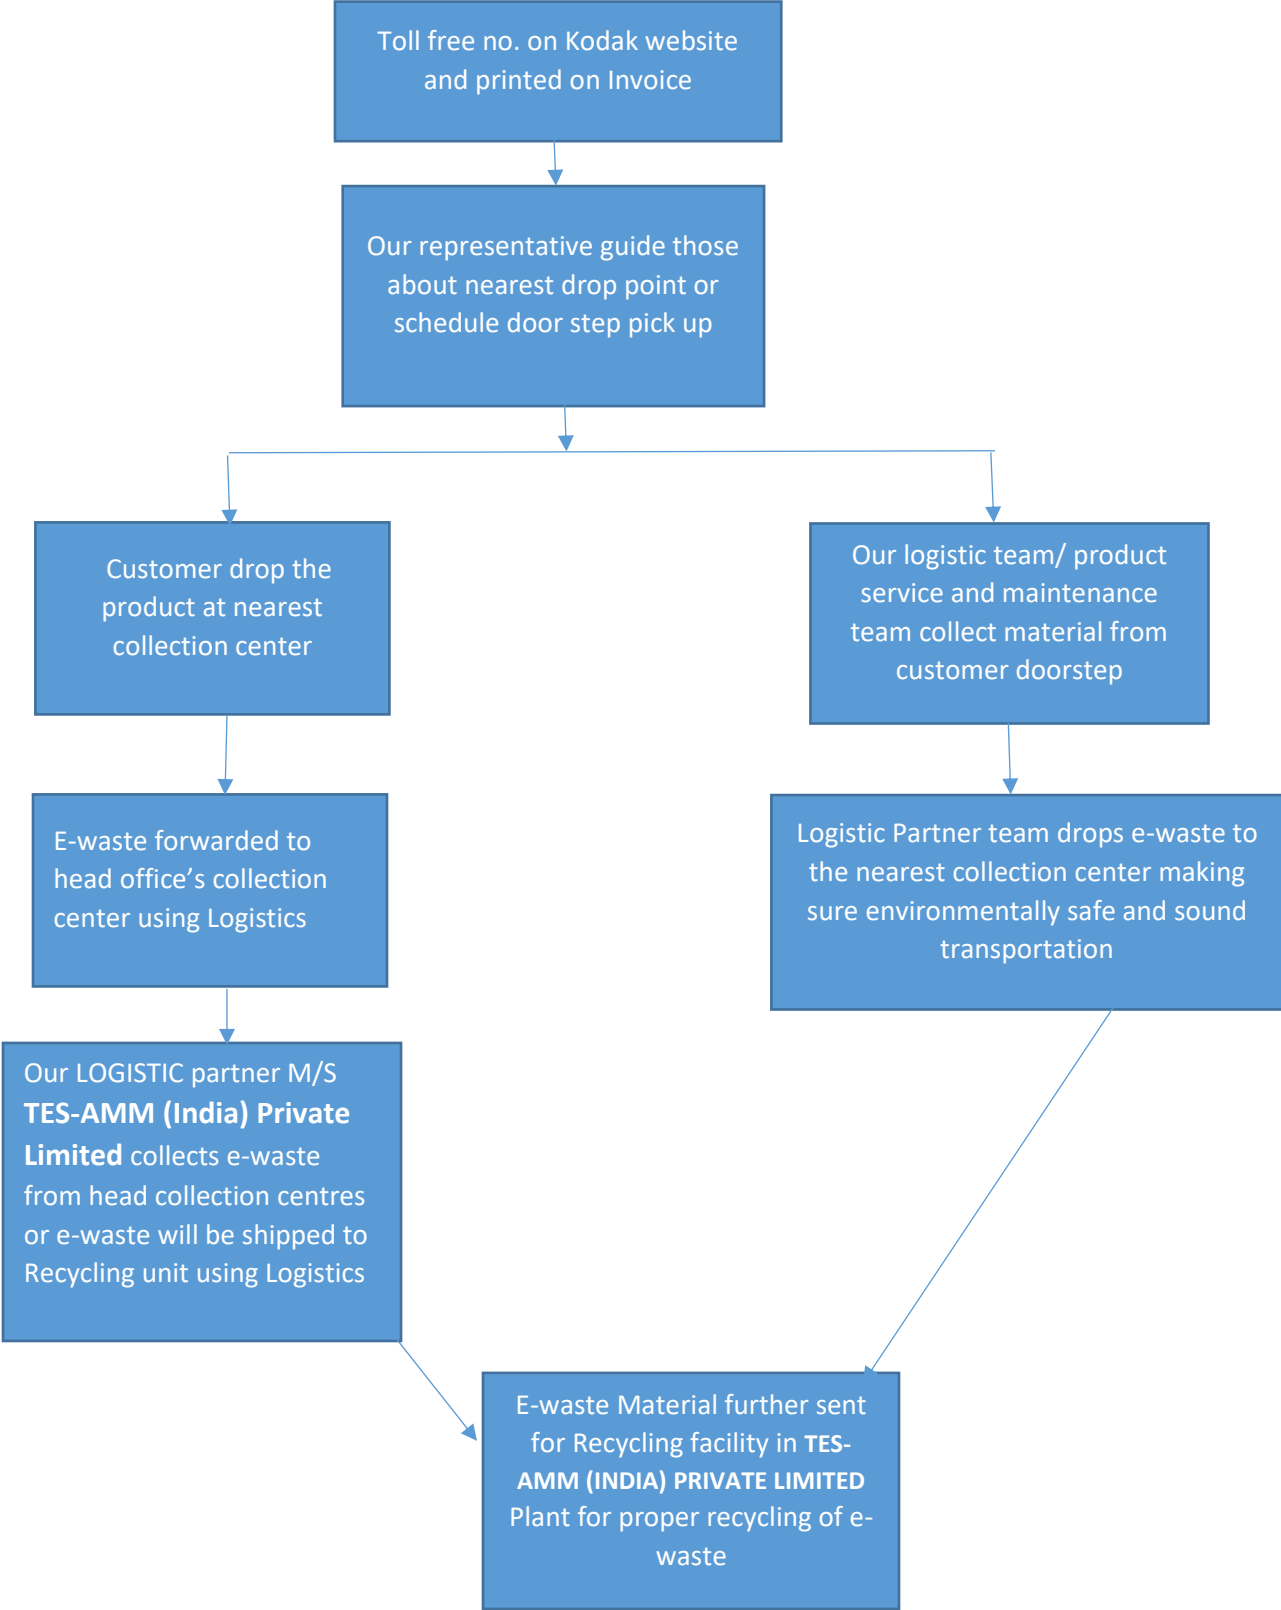 Toll free no. on Kodak website
and printed on Invoice
Our representative guide those
about nearest drop point or
schedule door step pick up
Customer drop the
product at nearest
collection center
Our logistic team/ product
service and maintenance
team collect material from
customer doorstep
E-waste forwarded to
head office’s collection
center using Logistics
Logistic Partner team drops e-waste to
the nearest collection center making
sure environmentally safe and sound
transportation
Our LOGISTIC partner M/S
TES-AMM (India) Private
Limited collects e-waste
from head collection centres
or e-waste will be shipped to
Recycling unit using Logistics
E-waste Material further sent
for Recycling facility in TES-
AMM (INDIA) PRIVATE LIMITED
Plant for proper recycling of e-
waste